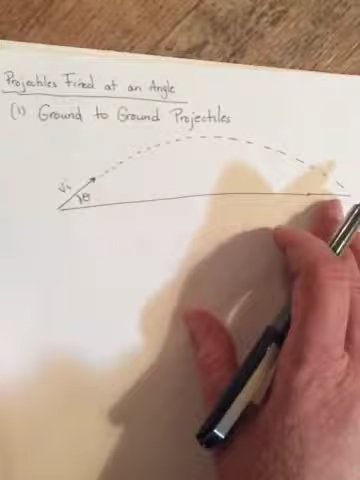 Projectiles Fired at an Angle
(1) Ground to Ground Projectiles
Vi
θ